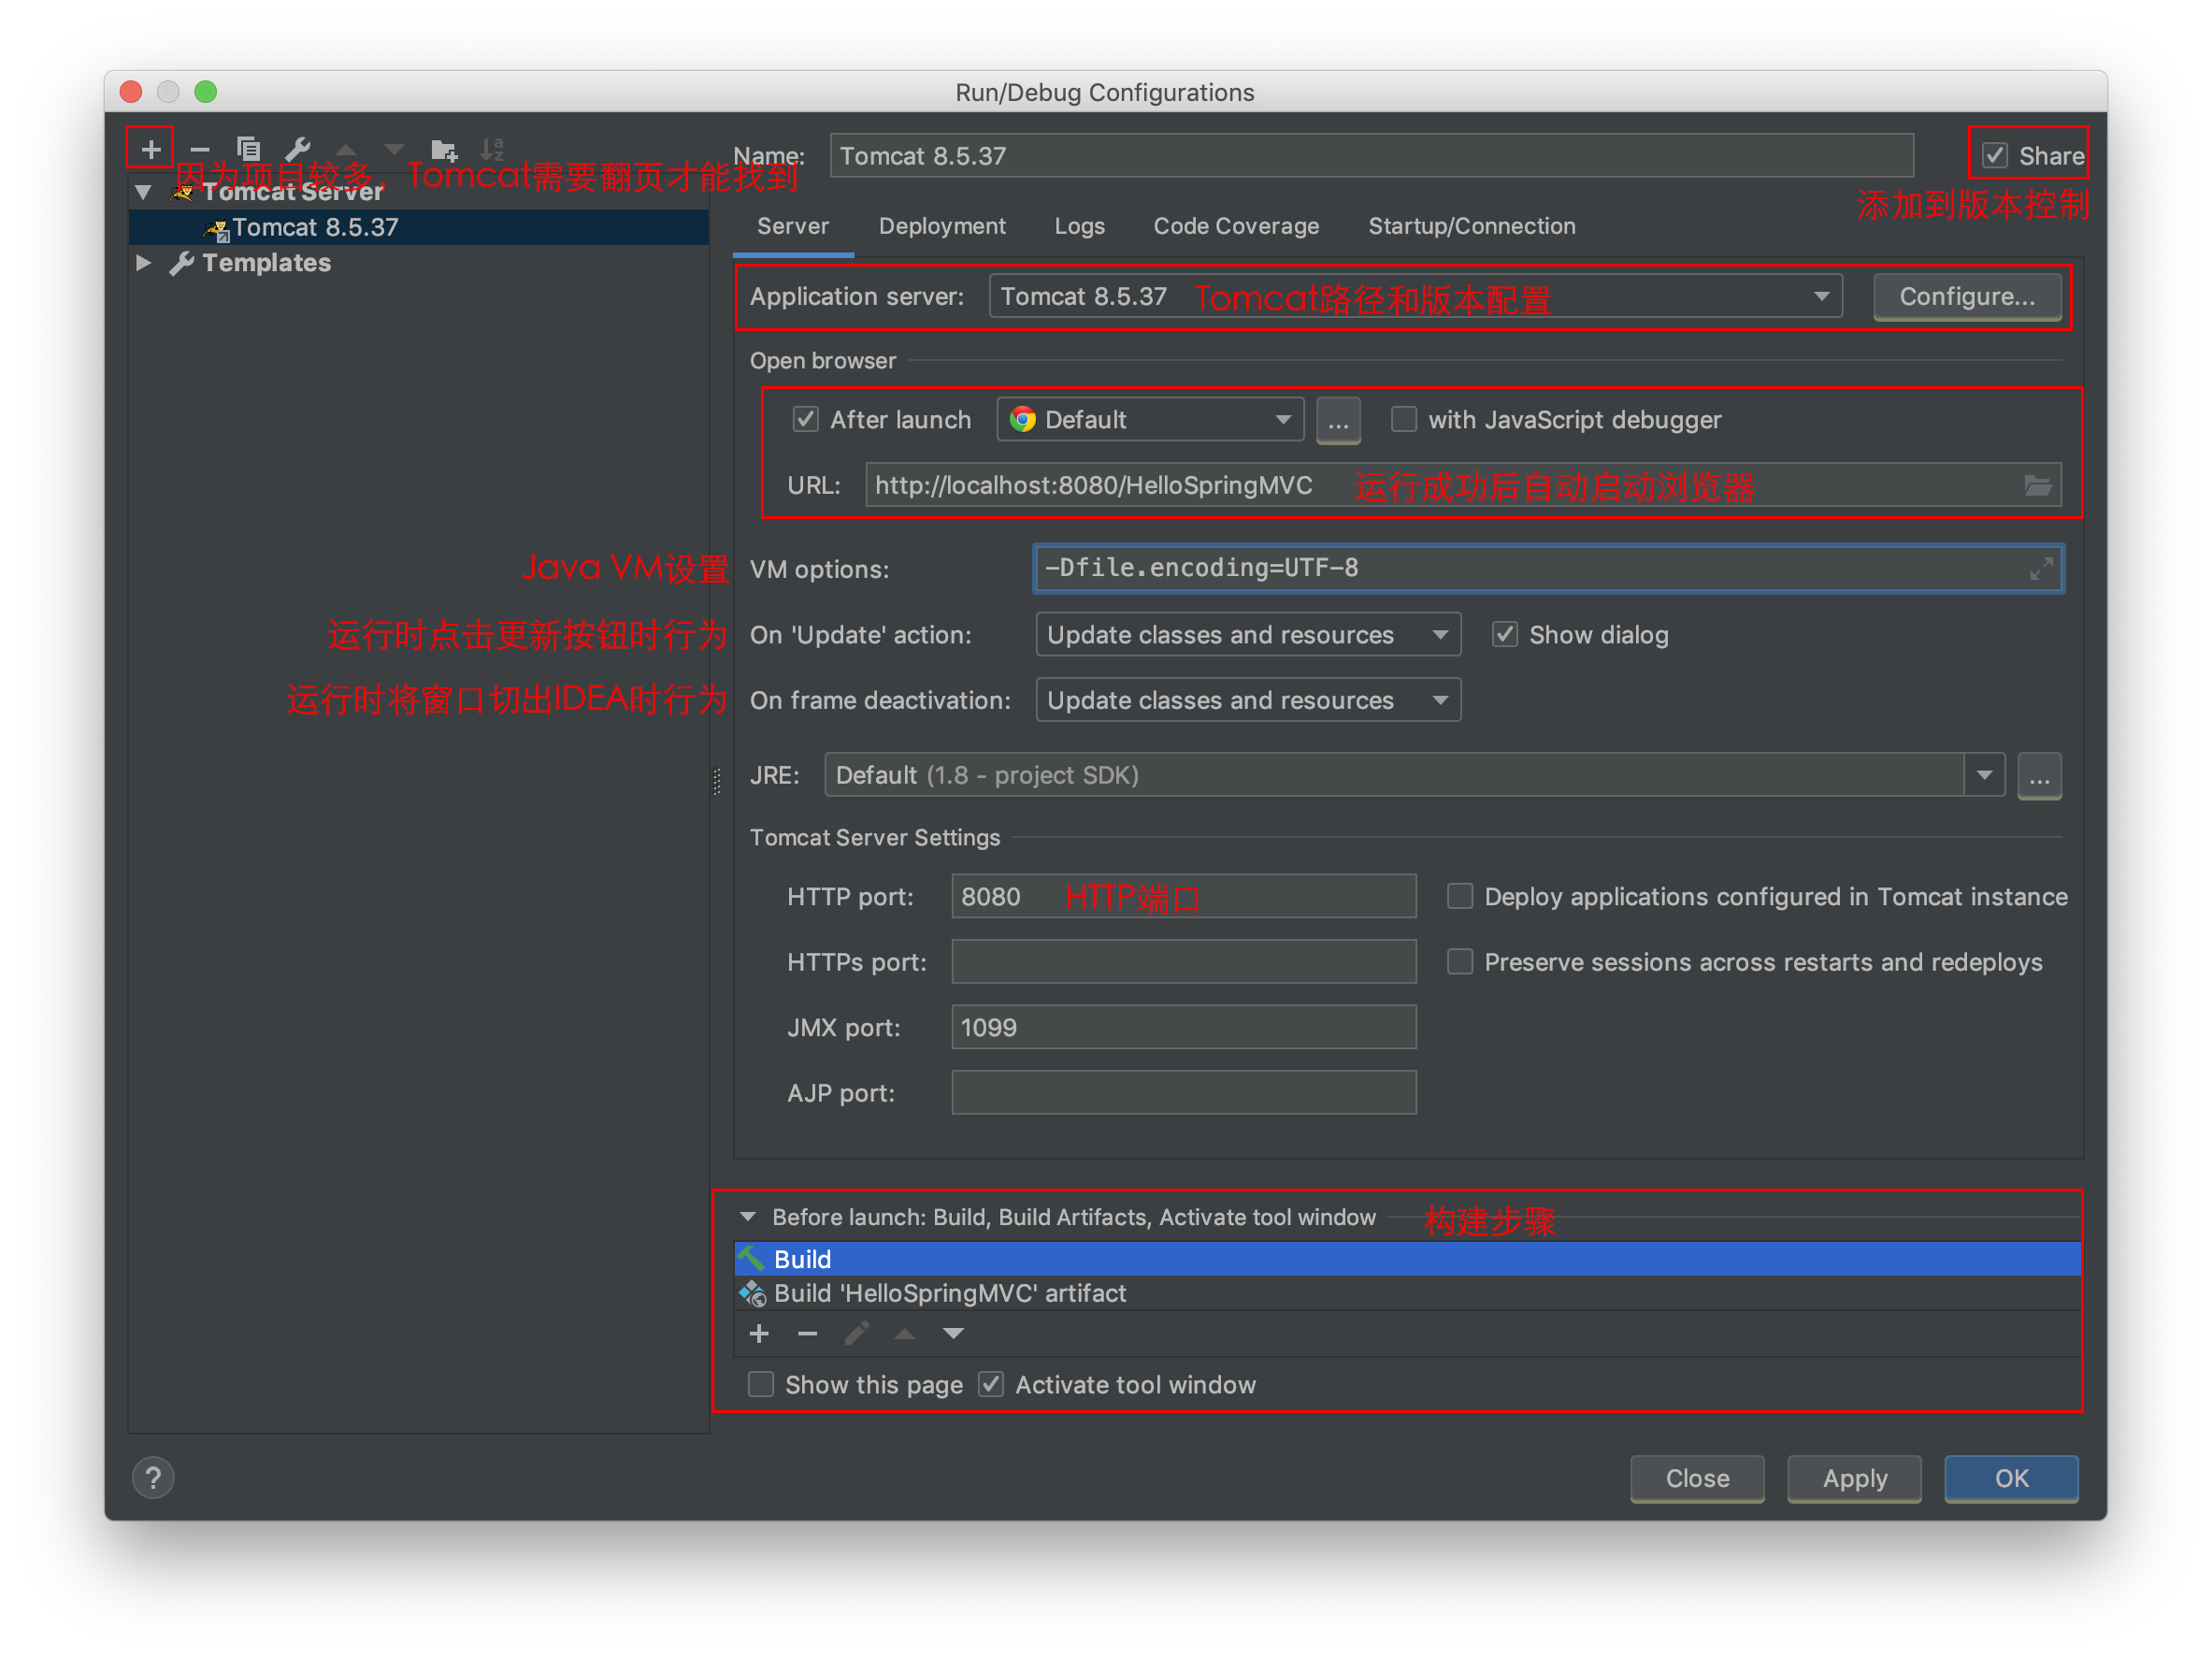 Run/Debug Configurations
因为项目较多，Tomcat需要翻页才能找到
Tomcat Server
Tomcat 8.5.37
Templates
Name: Tomcat 8.5.37 Share
添加到版本控制
Server Deployment Logs Code Coverage Startup/Connection
Application server: Tomcat 8.5.37 Tomcat路径和版本配置 Configure...
Open browser
After launch Default ... with JavaScript debugger
URL: http://localhost:8080/HelloSpringMVC 运行成功后自动启动浏览器
Java VM设置 VM options: -Dfile.encoding=UTF-8
运行时点击更新按钮时行为 On 'Update' action: Update classes and resources Show dialog
运行时将窗口切出IDEA时行为 On frame deactivation: Update classes and resources
JRE: Default (1.8 - project SDK) ...
Tomcat Server Settings
HTTP port: 8080 HTTP端口 Deploy applications configured in Tomcat instance
HTTPs port: Preserve sessions across restarts and redeploys
JMX port: 1099
AJP port:
Before launch: Build, Build Artifacts, Activate tool window 构建步骤
Build
Build 'HelloSpringMVC' artifact
Show this page Activate tool window
? Close Apply OK